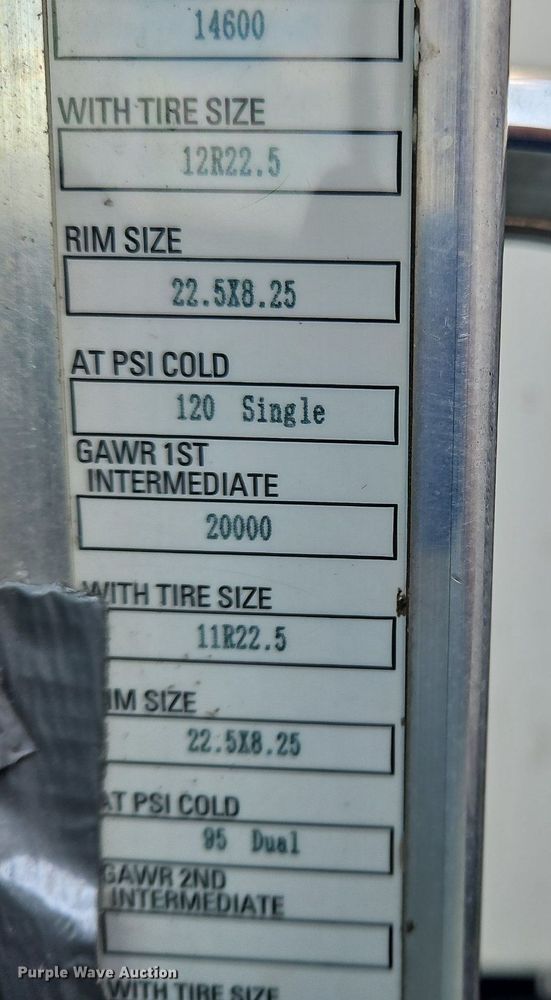 14600
WITH TIRE SIZE
12R22.5
RIM SIZE
22.5X8.25
AT PSI COLD
120 Single
GAWR 1ST
INTERMEDIATE
20000
WITH TIRE SIZE
11R22.5
IM SIZE
22.5X8.25
AT PSI COLD
95 Dual
GAWR 2ND
INTERMEDIATE
WITH TIRE SIZE
Purple Wave Auction